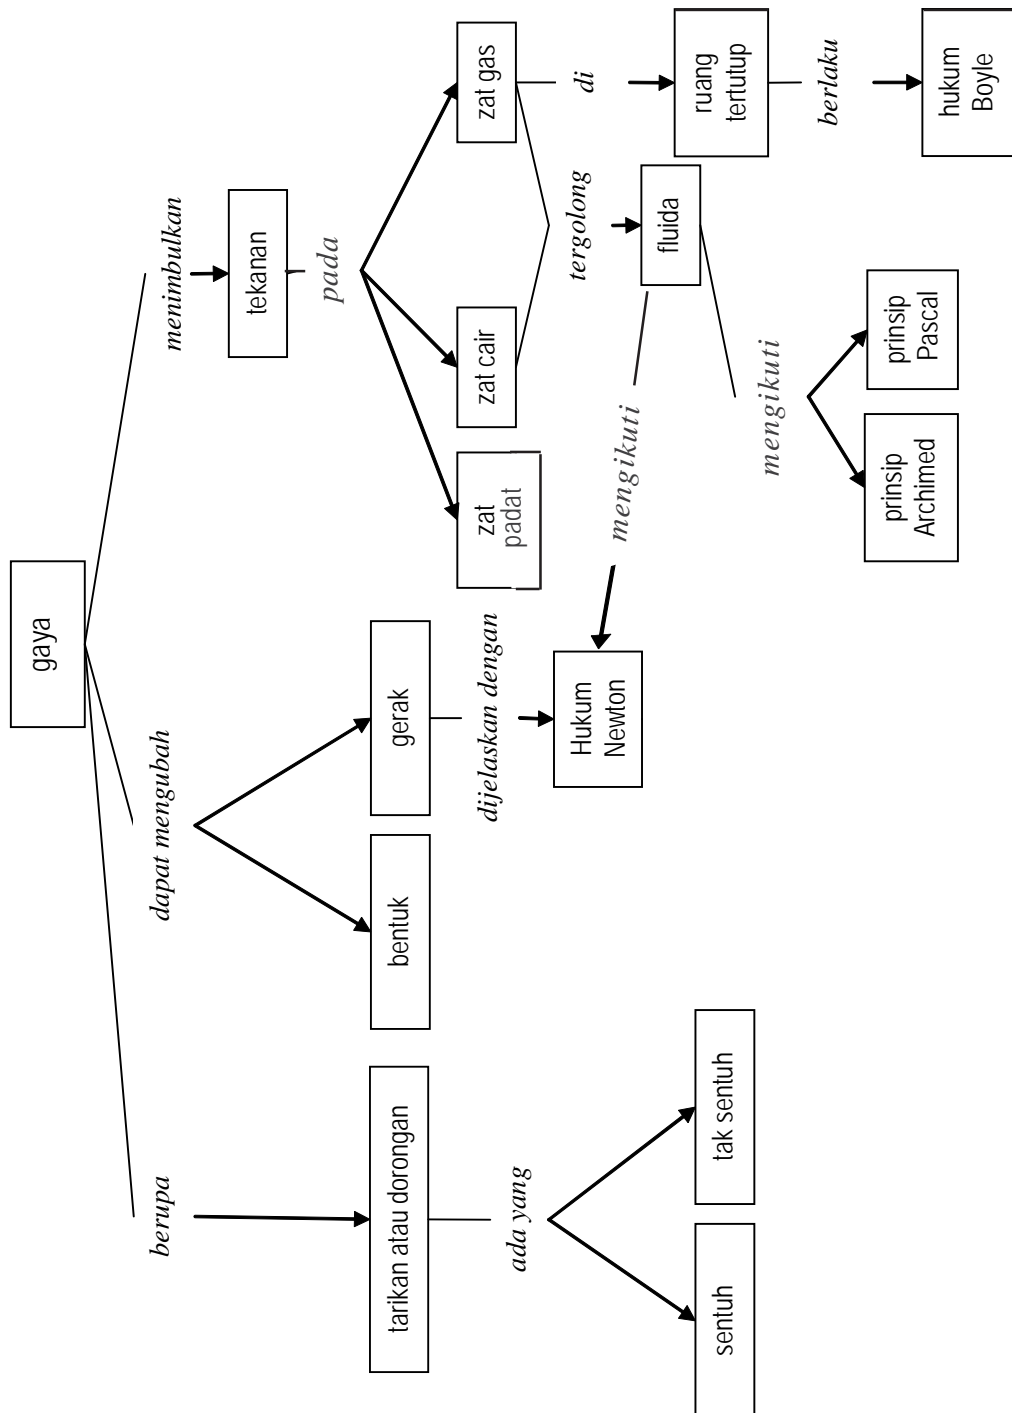 gaya
berupa
dapat mengubah
menimbulkan
tarikan atau dorongan
bentuk
gerak
tekanan
ada yang
dijelaskan dengan
pada
sentuh
tak sentuh
Hukum
Newton
zat
padat
zat cair
zat gas
mengikuti
tergolong
di
fluida
ruang
tertutup
mengikuti
berlaku
prinsip
Archimed
prinsip
Pascal
hukum
Boyle